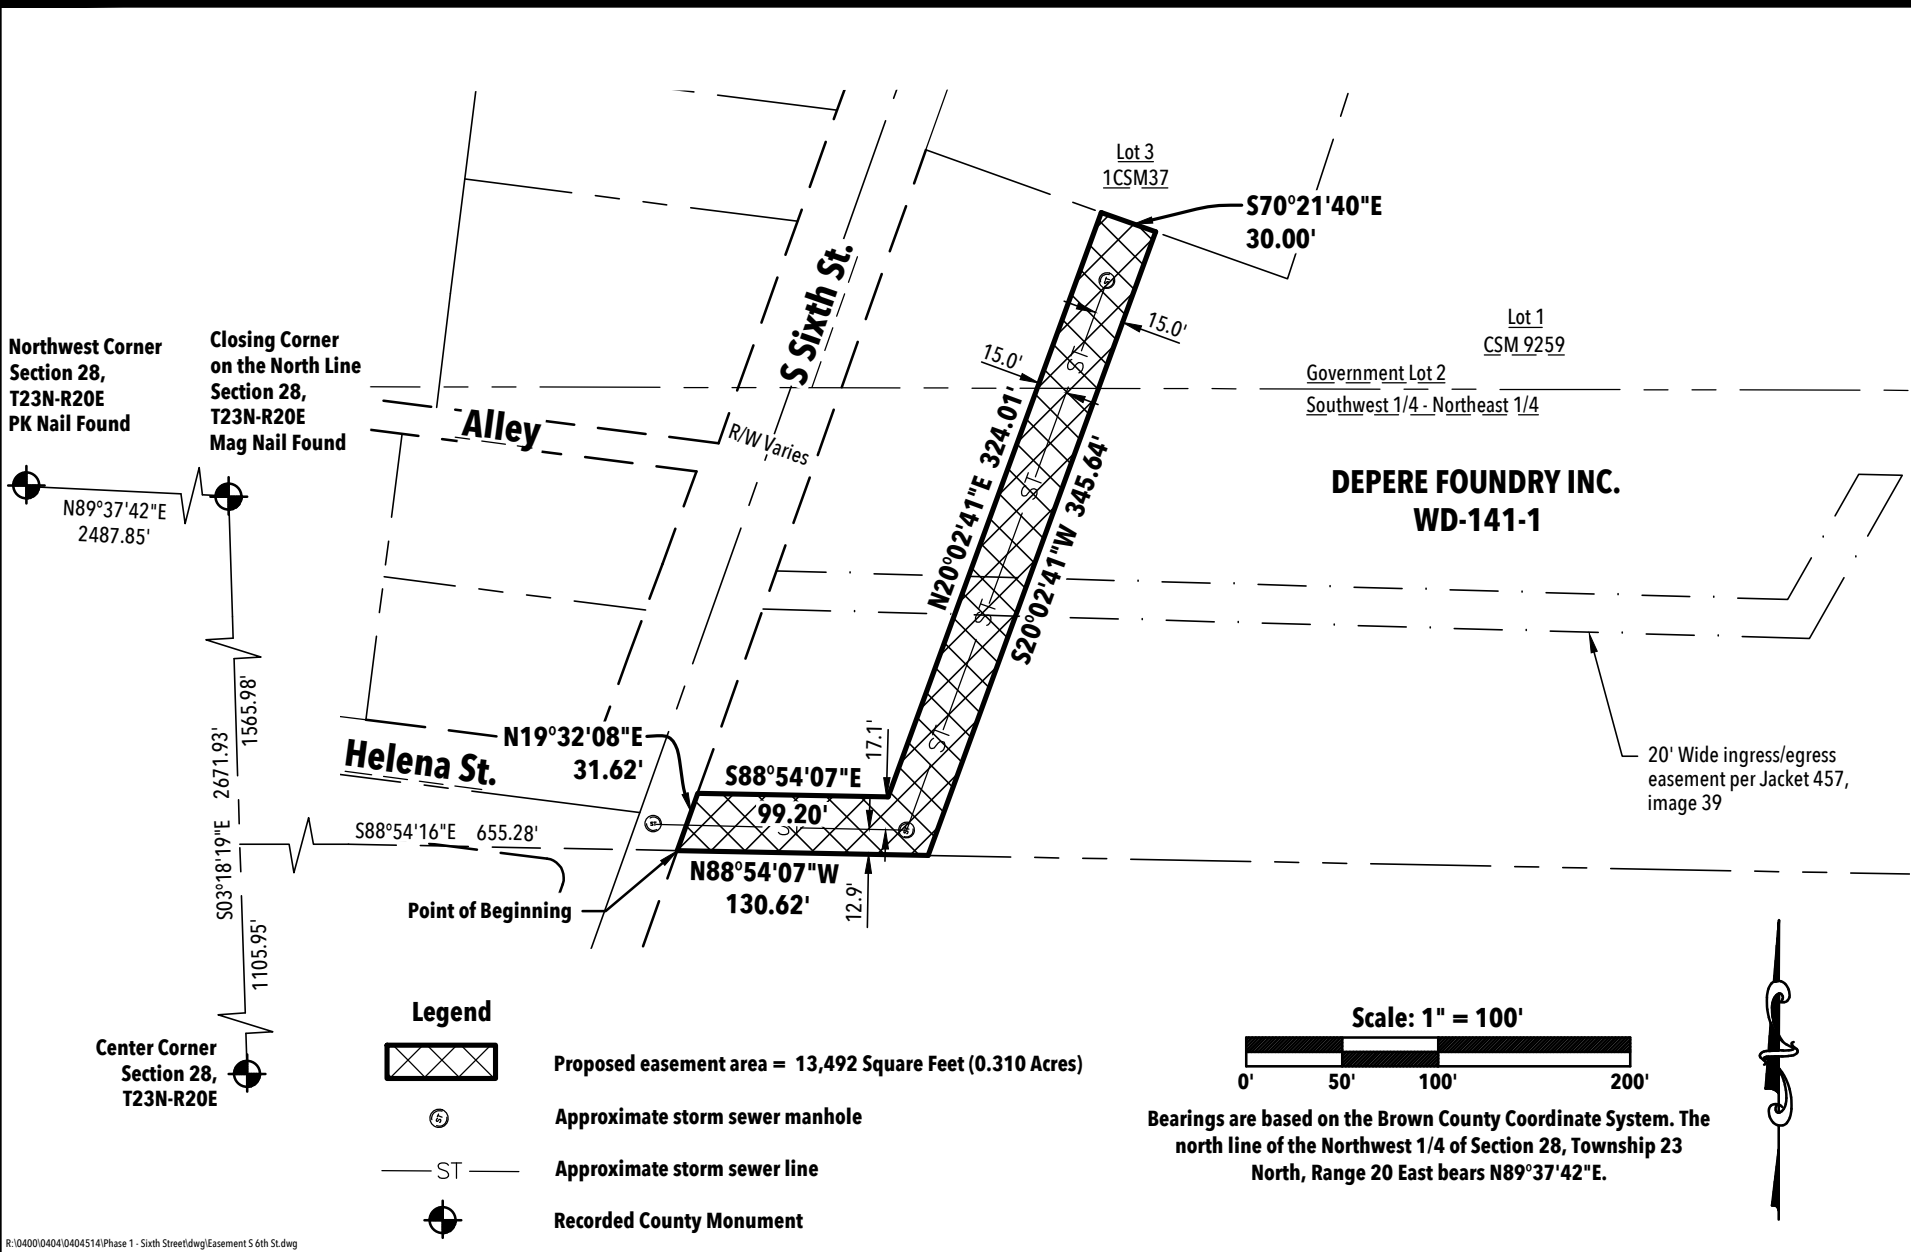 Lot 3
1CSM37
S70°21'40"E
30.00'
S Sixth St.
Northwest Corner
Section 28,
T23N-R20E
PK Nail Found
Closing Corner
on the North Line
Section 28,
T23N-R20E
Mag Nail Found
15.0'
15.0'
Lot 1
CSM 9259
Government Lot 2
Southwest 1/4 - Northeast 1/4
Alley
R/W Varies
N20°02'41"E 324.01'
S20°02'41"W 345.64'
ST
ST
ST
ST
DEPERE FOUNDRY INC.
WD-141-1
N89°37'42"E
2487.85'
1565.98'
S03°18'19"E 2671.93'
1105.95'
Helena St.
N19°32'08"E
31.62'
17.1'
S88°54'07"E
99.20'
ST
ST
ST
ST
20' Wide ingress/egress
easement per Jacket 457,
image 39
S88°54'16"E 655.28'
N88°54'07"W
130.62'
12.9'
Point of Beginning
Center Corner
Section 28,
T23N-R20E
Legend
Proposed easement area = 13,492 Square Feet (0.310 Acres)
ST
Approximate storm sewer manhole
ST
Approximate storm sewer line
Recorded County Monument
Scale: 1" = 100'
0' 50' 100' 200'
Bearings are based on the Brown County Coordinate System. The
north line of the Northwest 1/4 of Section 28, Township 23
North, Range 20 East bears N89°37'42"E.
R:\0400\0404\0404514\Phase 1 - Sixth Street\dwg\Easement S 6th St.dwg